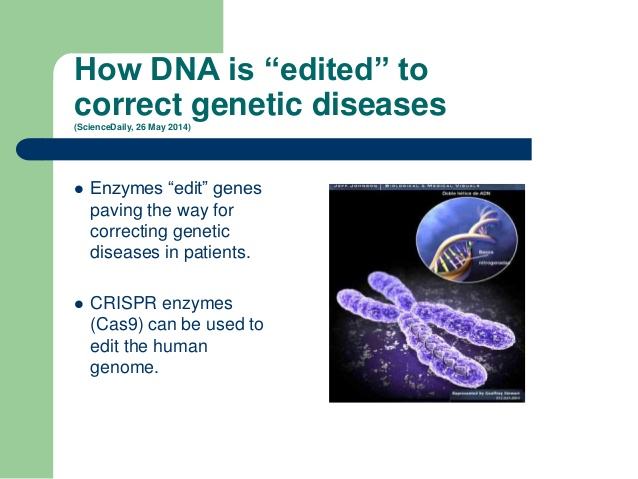 How DNA is “edited” to
correct genetic diseases
(ScienceDaily, 26 May 2014)
Enzymes “edit” genes
paving the way for
correcting genetic
diseases in patients.
CRISPR enzymes
(Cas9) can be used to
edit the human
genome.
Jeff Johnson | Biological & Medical Visuals
Doble hélice de ADN
Bases
nitrogenadas
Represented by Geoffrey Stewart